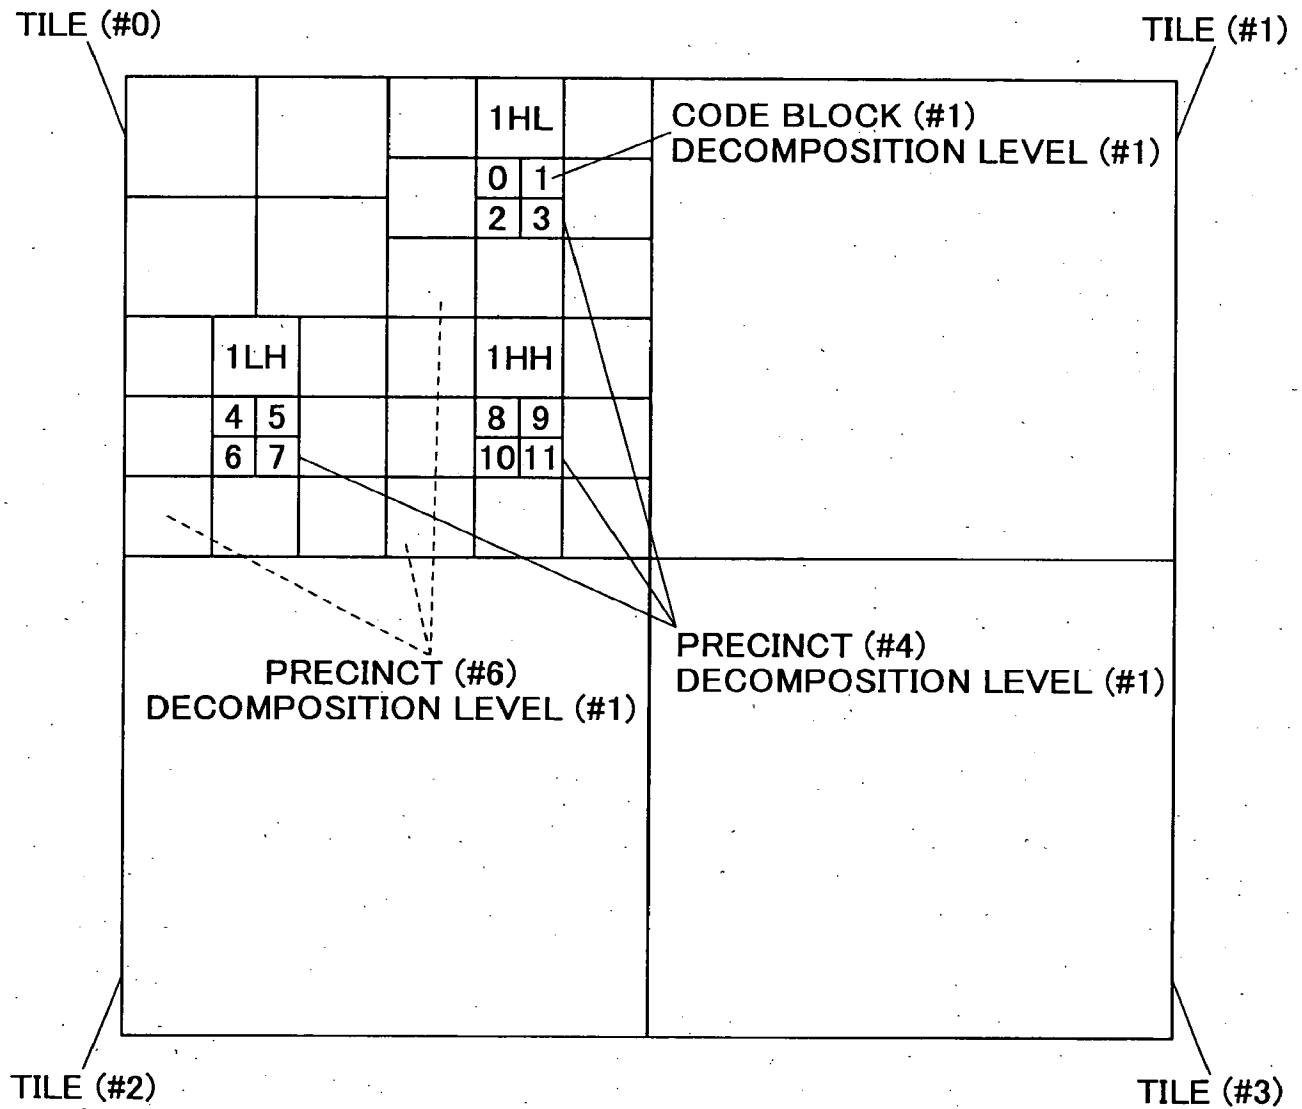 TILE (#0)
TILE (#1)
1HL
CODE BLOCK (#1)
DECOMPOSITION LEVEL (#1)
0 1
2 3
1LH
1HH
4 5
8 9
6 7
10 11
PRECINCT (#6)
DECOMPOSITION LEVEL (#1)
PRECINCT (#4)
DECOMPOSITION LEVEL (#1)
TILE (#2)
TILE (#3)